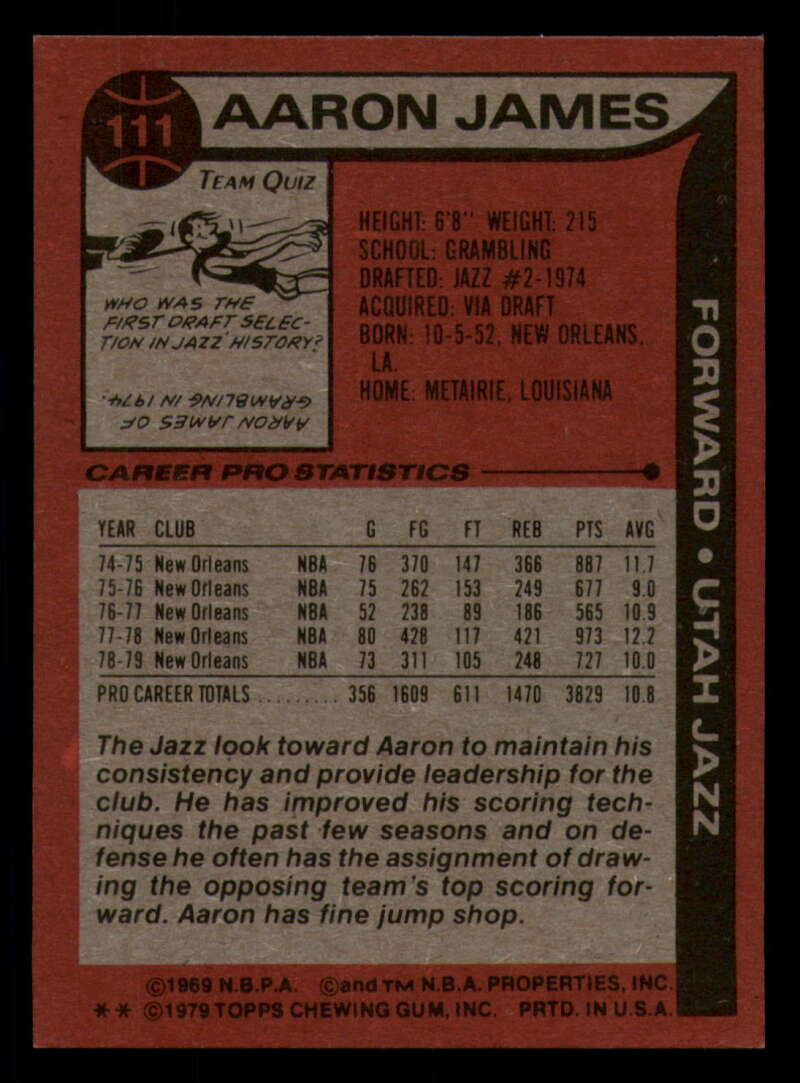 111
AARON JAMES
TEAM QUIZ
WHO WAS THE
FIRST DRAFT SELEC-
TION IN JAZZ HISTORY?
AARON JAMES OF
GRAMBLING IN 1974.
HEIGHT: 6'8" WEIGHT: 215
SCHOOL: GRAMBLING
DRAFTED: JAZZ #2-1974
ACQUIRED: VIA DRAFT
BORN: 10-5-52, NEW ORLEANS,
LA.
HOME: METAIRIE, LOUISIANA
FORWARD • UTAH JAZZ
CAREER PRO STATISTICS
YEAR CLUB G FG FT REB PTS AVG
74-75 New Orleans NBA 76 370 147 366 887 11.7
75-76 New Orleans NBA 75 262 153 249 677 9.0
76-77 New Orleans NBA 52 238 89 186 565 10.9
77-78 New Orleans NBA 80 428 117 421 973 12.2
78-79 New Orleans NBA 73 311 105 248 727 10.0
PRO CAREER TOTALS ......... 356 1609 611 1470 3829 10.8
The Jazz look toward Aaron to maintain his
consistency and provide leadership for the
club. He has improved his scoring tech-
niques the past few seasons and on de-
fense he often has the assignment of draw-
ing the opposing team's top scoring for-
ward. Aaron has fine jump shop.
©1969 N.B.P.A. ©and TM N.B.A. PROPERTIES, INC.
** ©1979 TOPPS CHEWING GUM, INC. PRTD. IN U.S.A.